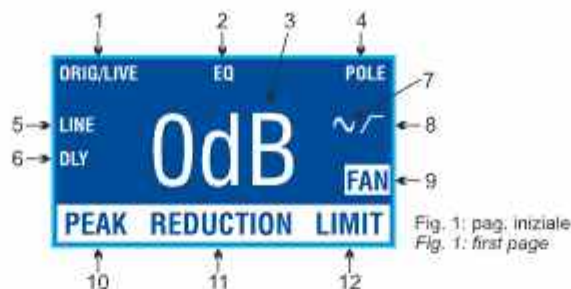 1 2 3 4
ORIG/LIVE EQ POLE
7
5 LINE 0dB 8
6 DLY
FAN 9
PEAK REDUCTION LIMIT
Fig. 1: pag. iniziale
Fig. 1: first page
10 11 12